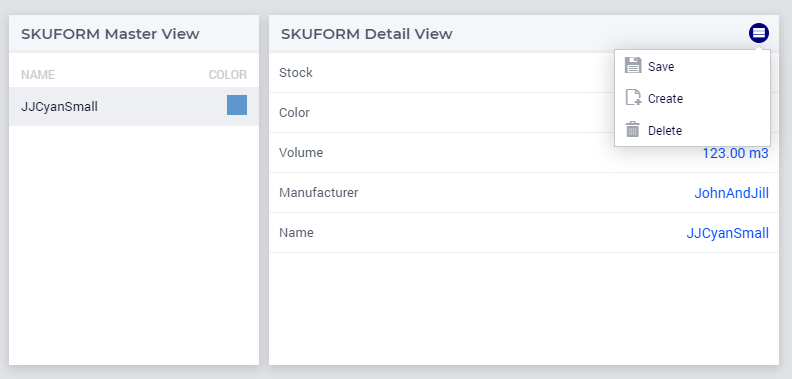 SKUFORM Master View
NAME COLOR
JJCyanSmall
SKUFORM Detail View
Stock
Color
Volume 123.00 m3
Manufacturer JohnAndJill
Name JJCyanSmall
Save
Create
Delete